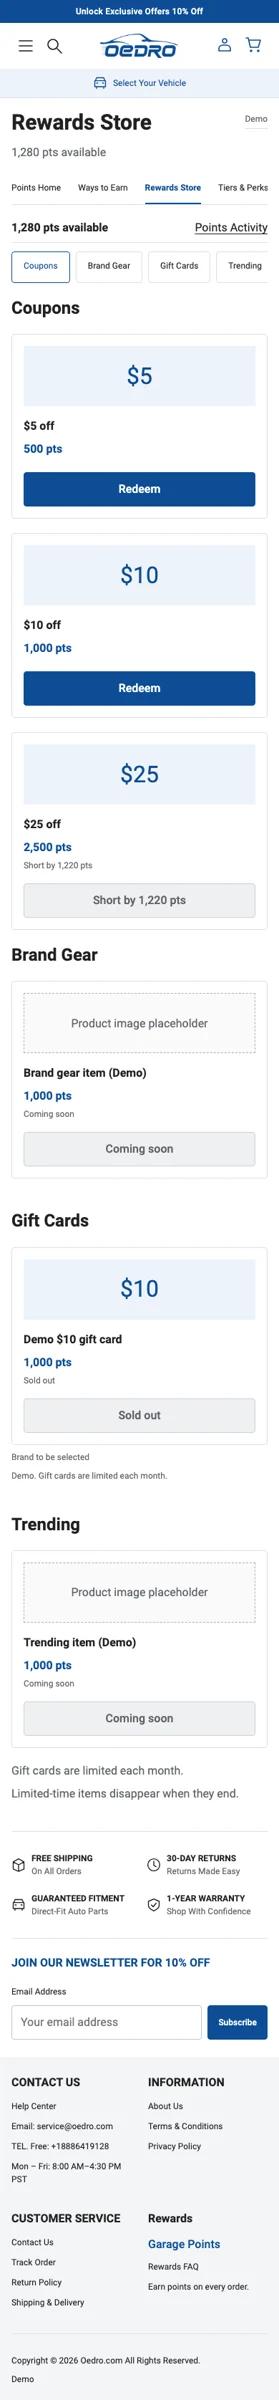 Unlock Exclusive Offers 10% Off
OEDRO
Select Your Vehicle
Rewards Store
Demo
1,280 pts available
Points Home
Ways to Earn
Rewards Store
Tiers & Perks
1,280 pts available
Points Activity
Coupons
Brand Gear
Gift Cards
Trending
Coupons
$5
$5 off
500 pts
Redeem
$10
$10 off
1,000 pts
Redeem
$25
$25 off
2,500 pts
Short by 1,220 pts
Short by 1,220 pts
Brand Gear
Product image placeholder
Brand gear item (Demo)
1,000 pts
Coming soon
Coming soon
Gift Cards
$10
Demo $10 gift card
1,000 pts
Sold out
Sold out
Brand to be selected
Demo. Gift cards are limited each month.
Trending
Product image placeholder
Trending item (Demo)
1,000 pts
Coming soon
Coming soon
Gift cards are limited each month.
Limited-time items disappear when they end.
FREE SHIPPING
On All Orders
30-DAY RETURNS
Returns Made Easy
GUARANTEED FITMENT
Direct-Fit Auto Parts
1-YEAR WARRANTY
Shop With Confidence
JOIN OUR NEWSLETTER FOR 10% OFF
Email Address
Your email address
Subscribe
CONTACT US
Help Center
Email: service@oedro.com
TEL. Free: +18886419128
Mon – Fri: 8:00 AM–4:30 PM
PST
INFORMATION
About Us
Terms & Conditions
Privacy Policy
CUSTOMER SERVICE
Contact Us
Track Order
Return Policy
Shipping & Delivery
Rewards
Garage Points
Rewards FAQ
Earn points on every order.
Copyright © 2026 Oedro.com All Rights Reserved.
Demo